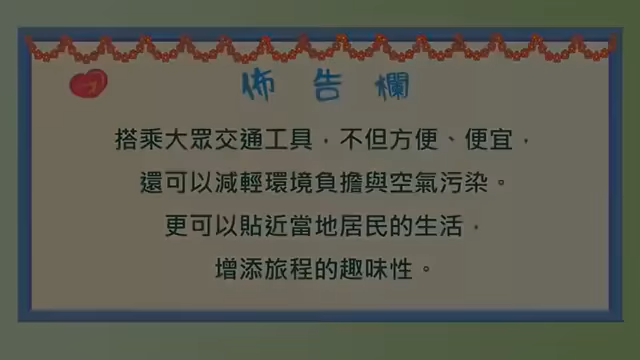 佈告欄
搭乘大眾交通工具，不但方便、便宜，
還可以減輕環境負擔與空氣污染。
更可以貼近當地居民的生活，
增添旅程的趣味性。